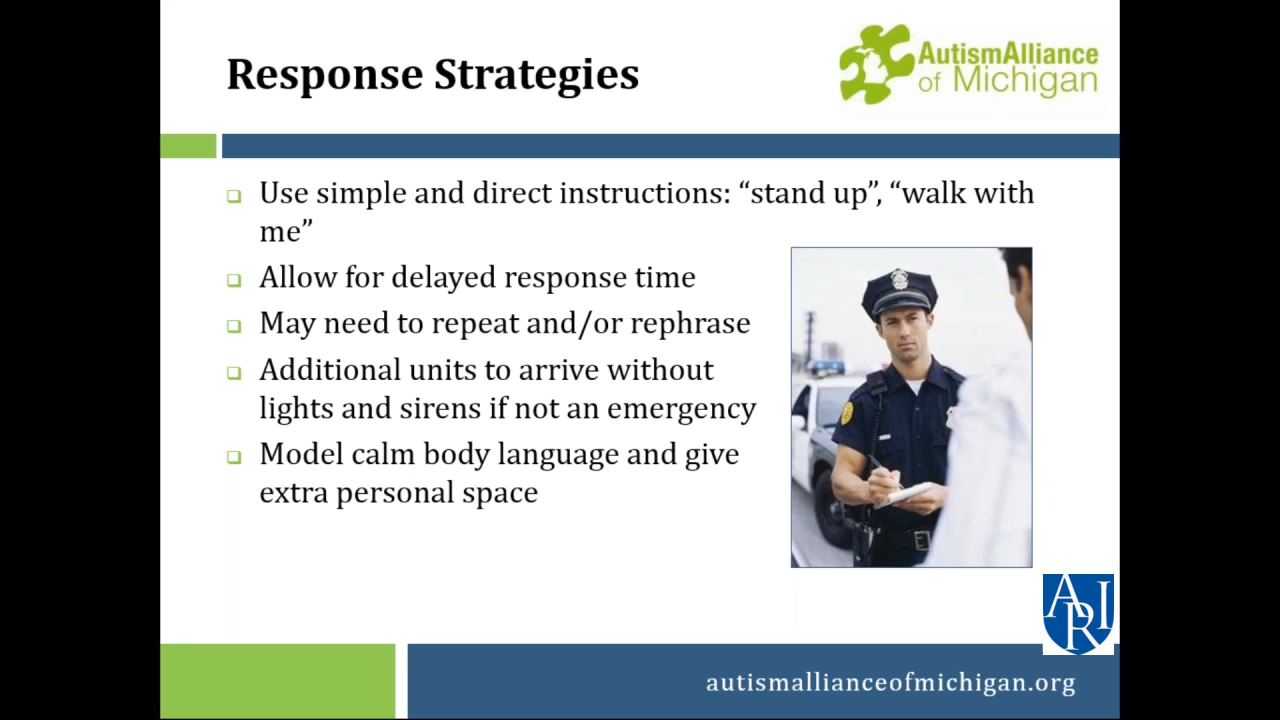 Response Strategies
AutismAlliance
of Michigan
Use simple and direct instructions: “stand up”, “walk with
me”
Allow for delayed response time
May need to repeat and/or rephrase
Additional units to arrive without
lights and sirens if not an emergency
Model calm body language and give
extra personal space
ARI
autismallianceofmichigan.org